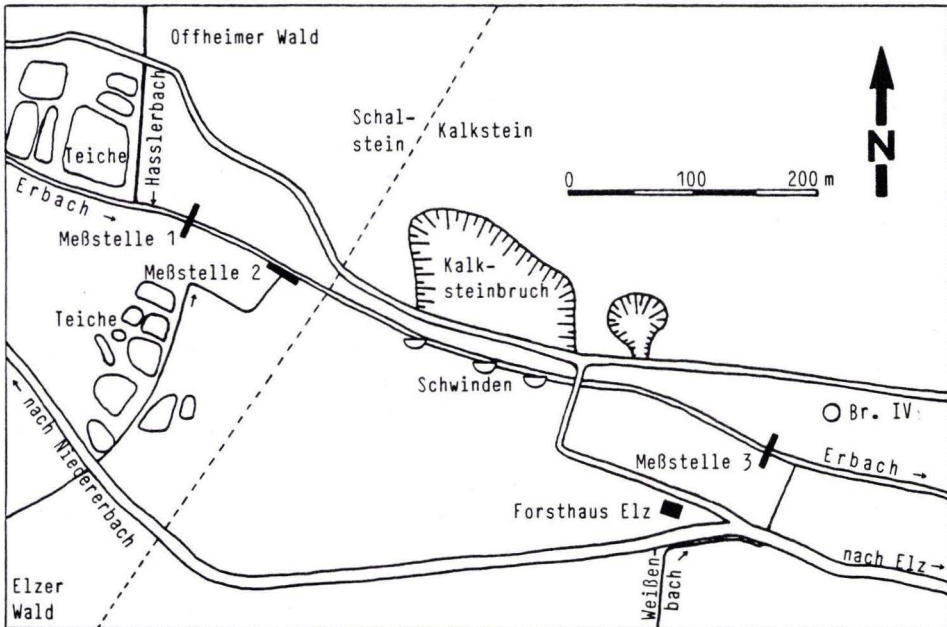 Offheimer Wald
Hasslerbach
Schal-
stein
Kalkstein
N
Teiche
0 100 200 m
Erbach
Meßstelle 1
Meßstelle 2
Kalk-
steinbruch
Teiche
Schwinden
Br. IV
nach Niedererbach
Meßstelle 3
Erbach
Forsthaus Elz
nach Elz
Weißen-
bach
Elzer
Wald